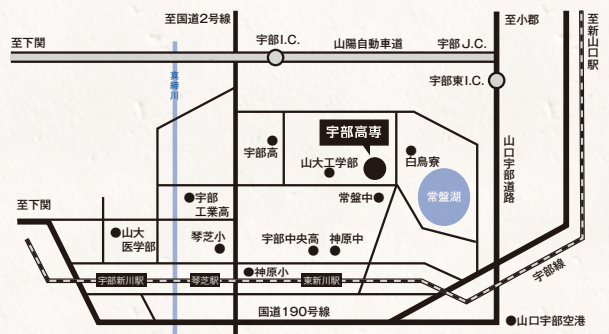 至国道2号線
至小郡
至新山口駅
至下関
宇部I.C.
山陽自動車道
宇部J.C.
真締川
宇部東I.C.
宇部高専
宇部高
山大工学部
白鳥寮
山口宇部道路
宇部
工業高
常盤中
常盤湖
至下関
山大
医学部
琴芝小
宇部中央高
神原中
神原小
宇部新川駅
琴芝駅
東新川駅
宇部線
国道190号線
山口宇部空港